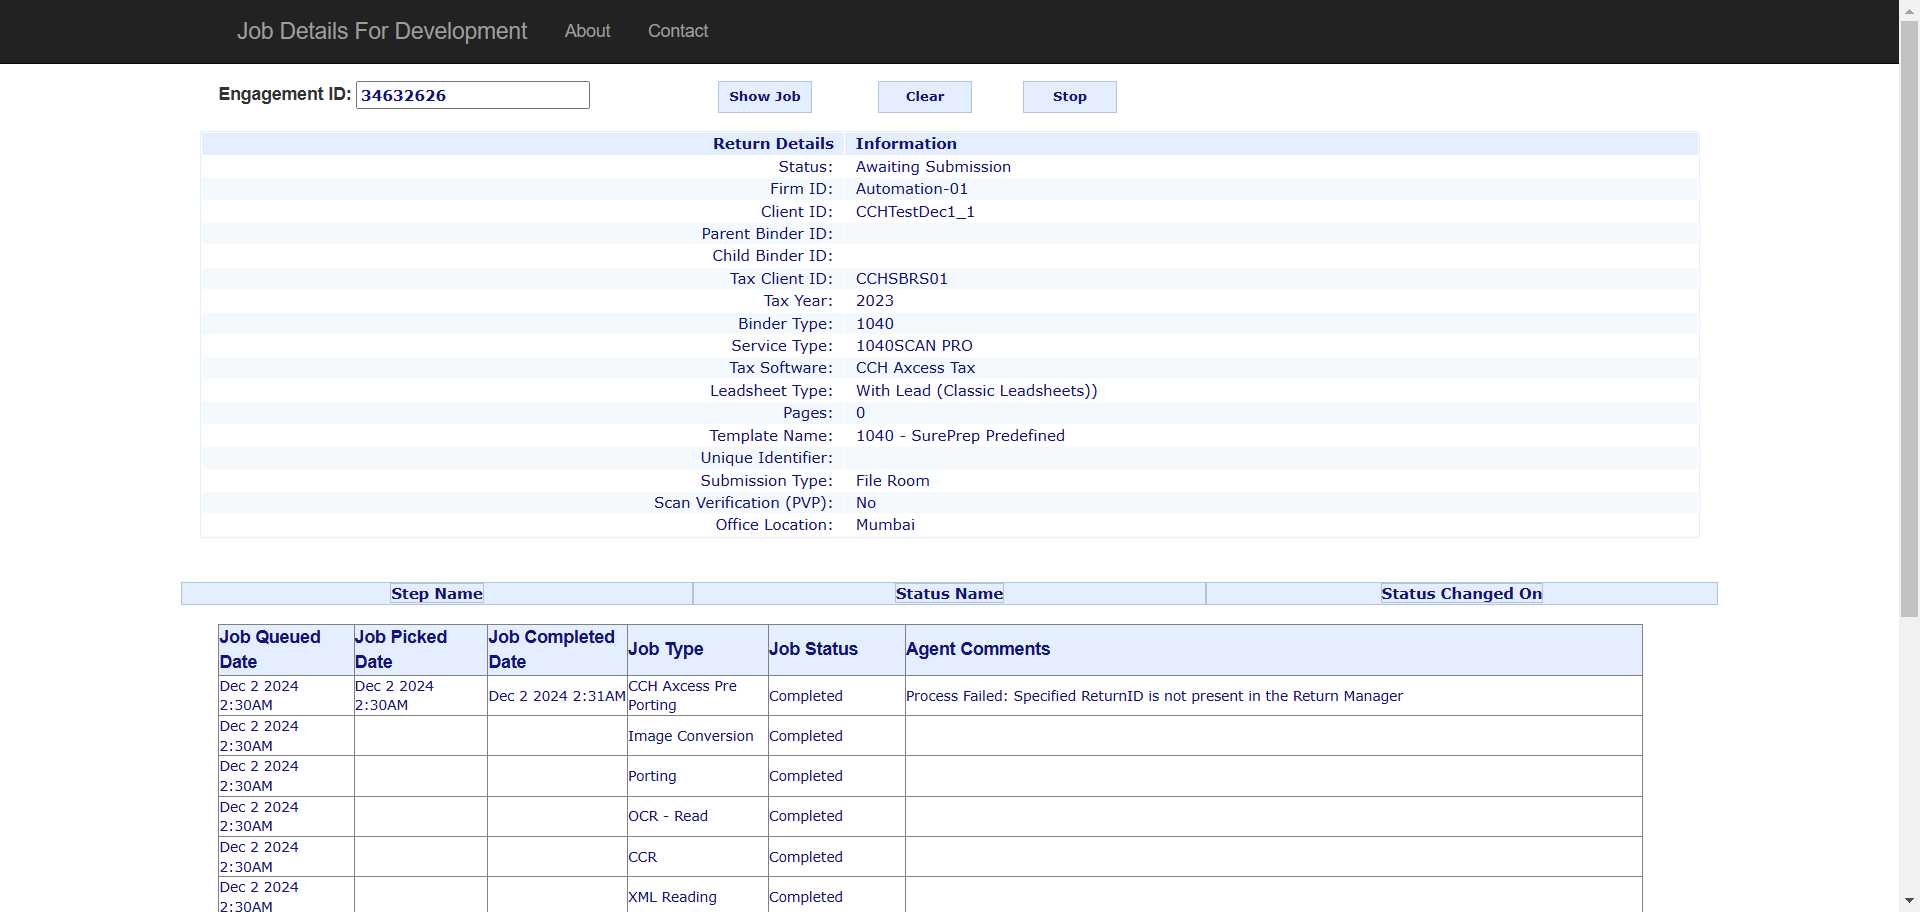 Job Details For Development About Contact
Engagement ID: 34632626 Show Job Clear Stop
Return Details Information
Status: Awaiting Submission
Firm ID: Automation-01
Client ID: CCHTestDec1_1
Parent Binder ID:
Child Binder ID:
Tax Client ID: CCHSBRS01
Tax Year: 2023
Binder Type: 1040
Service Type: 1040SCAN PRO
Tax Software: CCH Axcess Tax
Leadsheet Type: With Lead (Classic Leadsheets))
Pages: 0
Template Name: 1040 - SurePrep Predefined
Unique Identifier:
Submission Type: File Room
Scan Verification (PVP): No
Office Location: Mumbai
Step Name Status Name Status Changed On
Job Queued Date Job Picked Date Job Completed Date Job Type Job Status Agent Comments
Dec 2 2024 2:30AM Dec 2 2024 2:30AM Dec 2 2024 2:31AM CCH Axcess Pre Porting Completed Process Failed: Specified ReturnID is not present in the Return Manager
Dec 2 2024 2:30AM Image Conversion Completed
Dec 2 2024 2:30AM Porting Completed
Dec 2 2024 2:30AM OCR - Read Completed
Dec 2 2024 2:30AM CCR Completed
Dec 2 2024 2:30AM XML Reading Completed